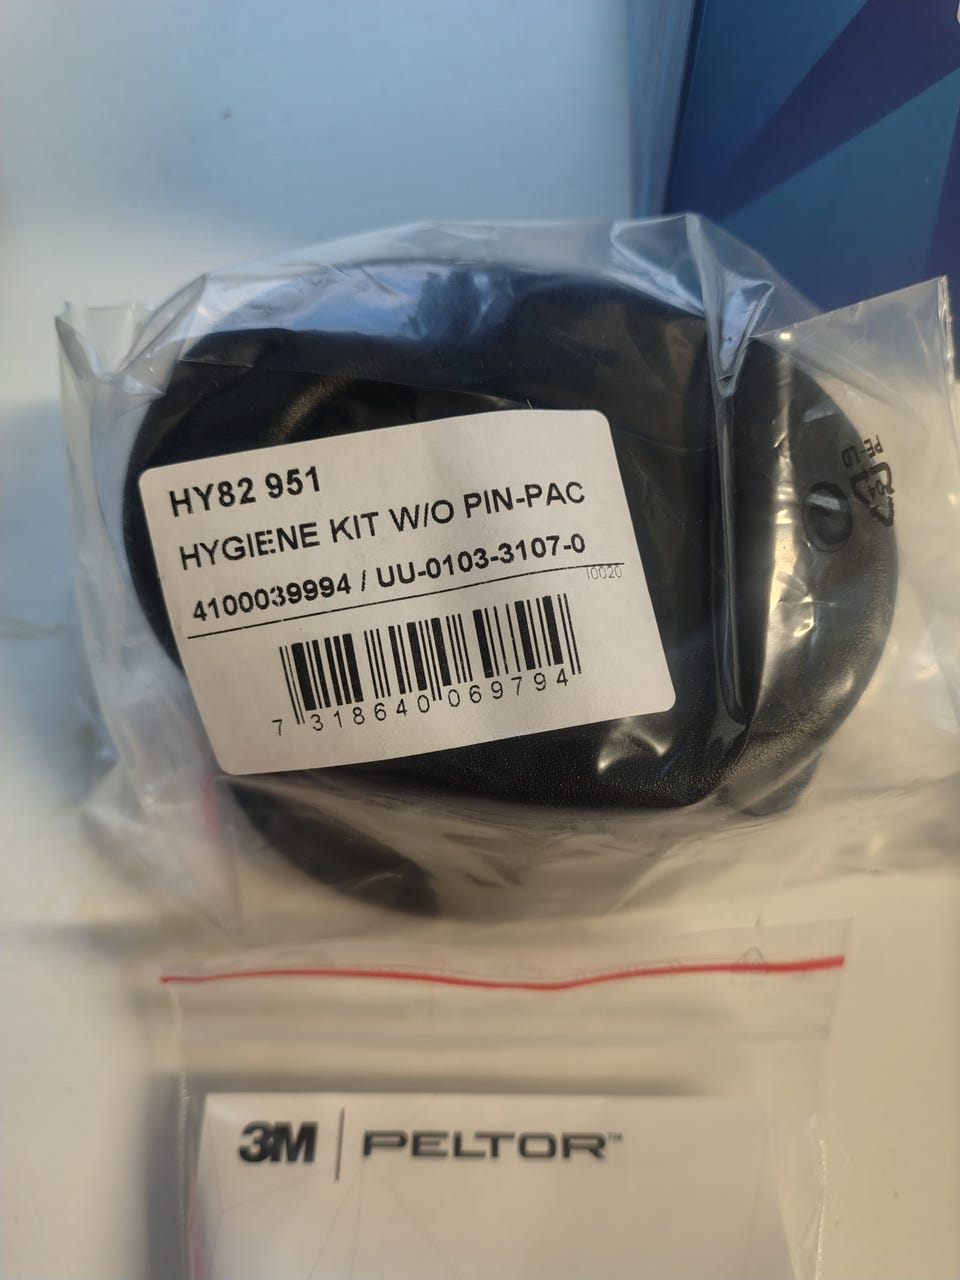 HY82 951
HYGIENE KIT W/O PIN-PAC
4100039994 / UU-0103-3107-0
10020
7 318640 069794
04
PE-LD
3M | PELTOR™